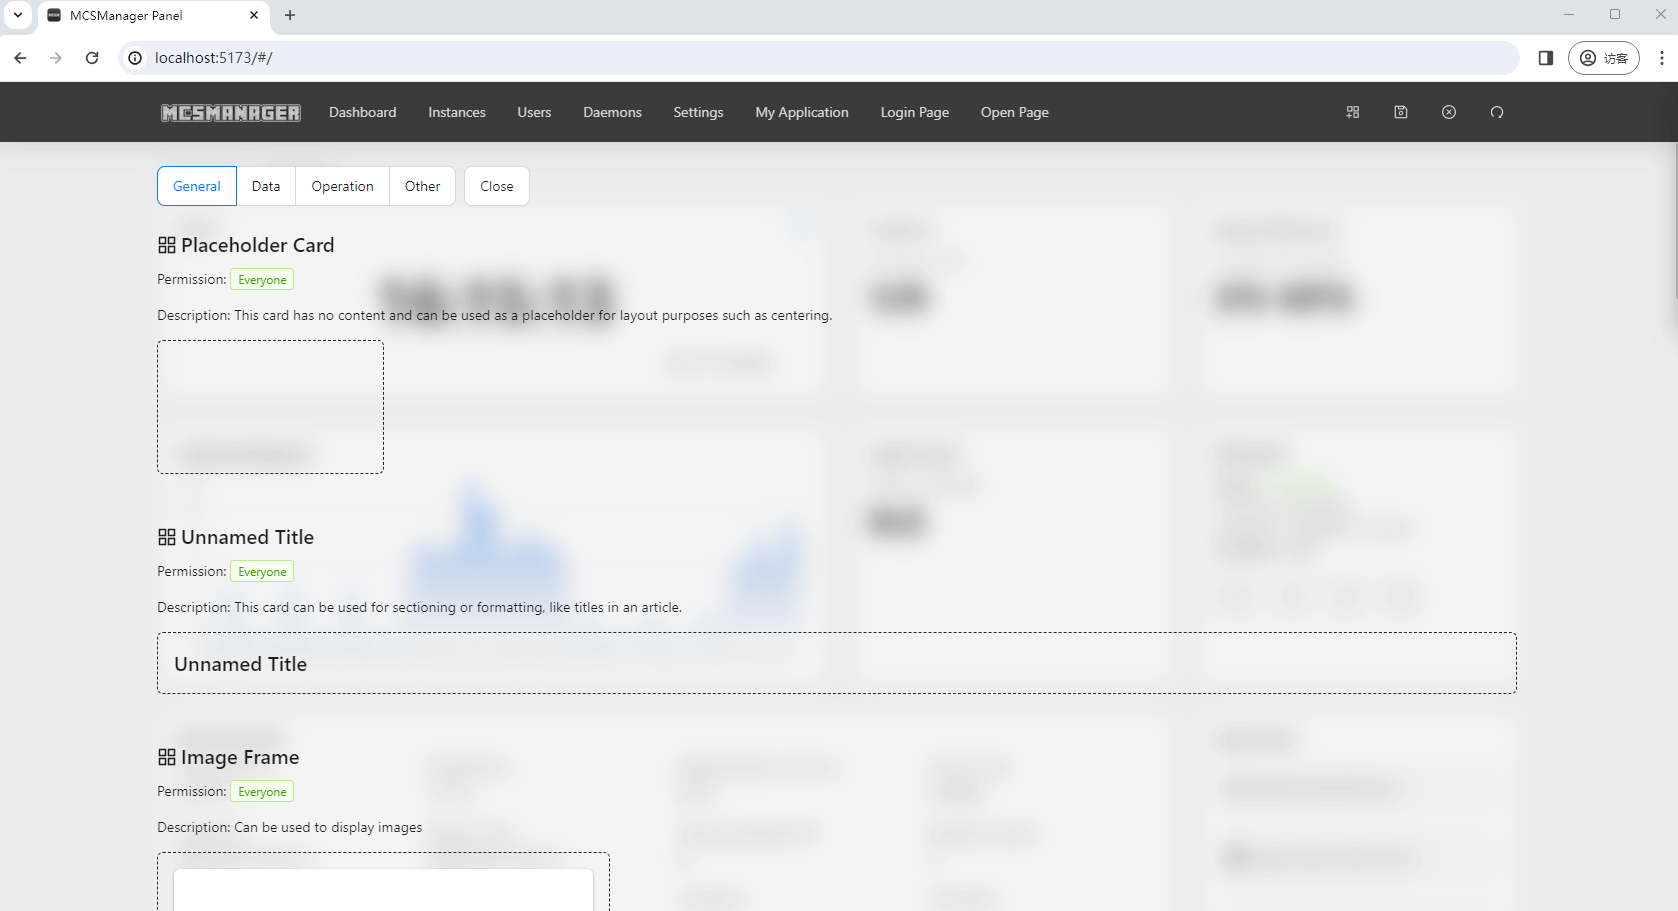 MCSManager Panel
localhost:5173/#/
访客
MCSMANAGER Dashboard Instances Users Daemons Settings My Application Login Page Open Page
General Data Operation Other Close
Placeholder Card
Permission: Everyone
Description: This card has no content and can be used as a placeholder for layout purposes such as centering.
Unnamed Title
Permission: Everyone
Description: This card can be used for sectioning or formatting, like titles in an article.
Unnamed Title
Image Frame
Permission: Everyone
Description: Can be used to display images